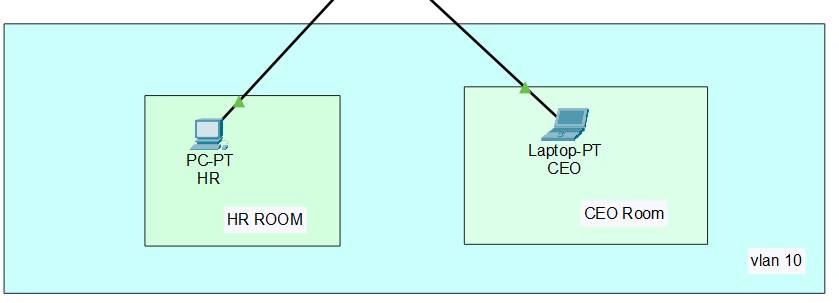 PC-PT
HR
HR ROOM
Laptop-PT
CEO
CEO Room
vlan 10